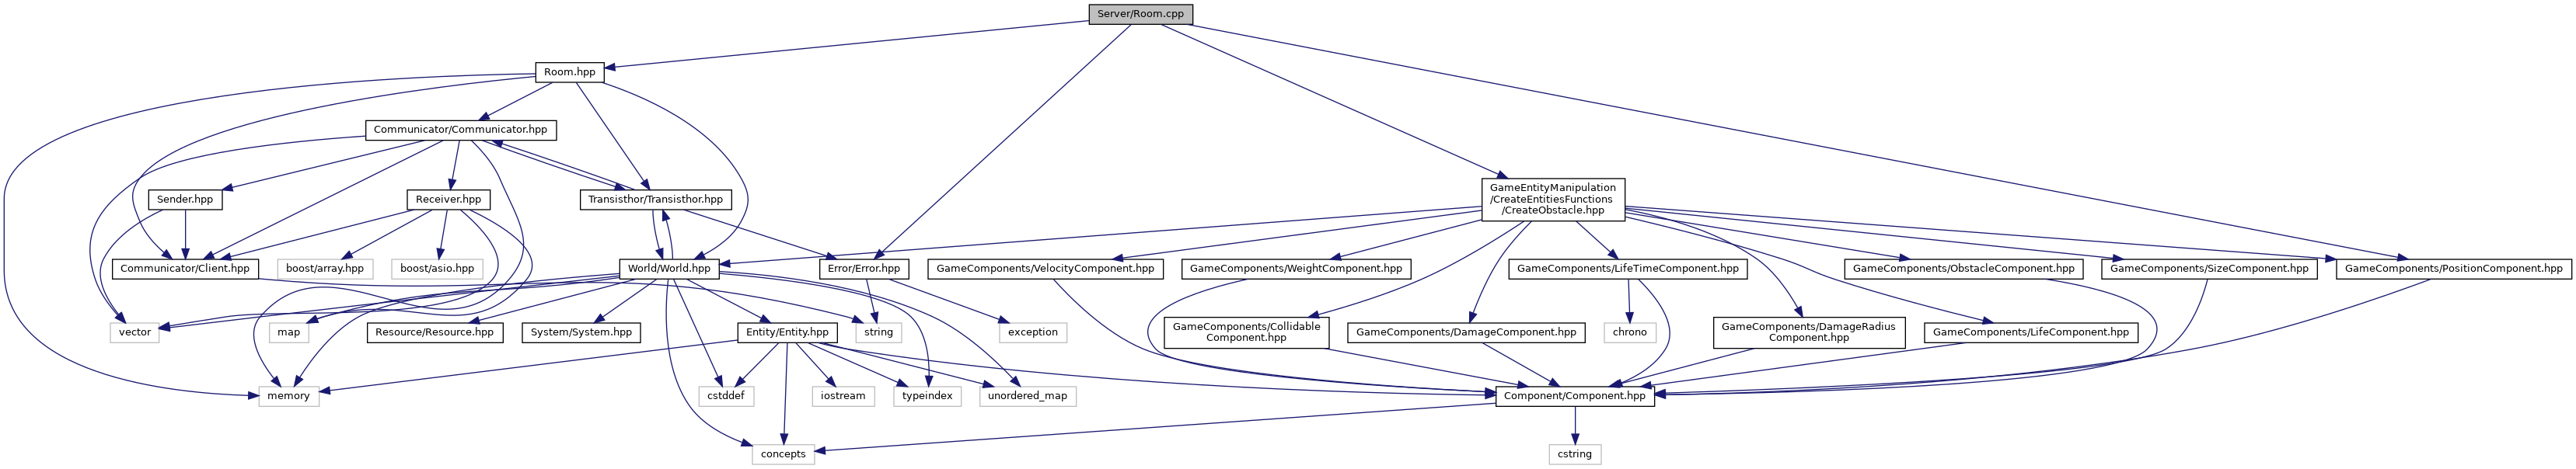 Server/Room.cpp
Room.hpp
Communicator/Communicator.hpp
GameEntityManipulation
/CreateEntitiesFunctions
/CreateObstacle.hpp
Sender.hpp
Receiver.hpp
Transisthor/Transisthor.hpp
Communicator/Client.hpp
boost/array.hpp
boost/asio.hpp
World/World.hpp
Error/Error.hpp
GameComponents/VelocityComponent.hpp
GameComponents/WeightComponent.hpp
GameComponents/LifeTimeComponent.hpp
GameComponents/ObstacleComponent.hpp
GameComponents/SizeComponent.hpp
GameComponents/PositionComponent.hpp
vector
map
Resource/Resource.hpp
System/System.hpp
Entity/Entity.hpp
string
exception
GameComponents/Collidable
Component.hpp
GameComponents/DamageComponent.hpp
chrono
GameComponents/DamageRadius
Component.hpp
GameComponents/LifeComponent.hpp
memory
cstddef
iostream
typeindex
unordered_map
Component/Component.hpp
concepts
cstring